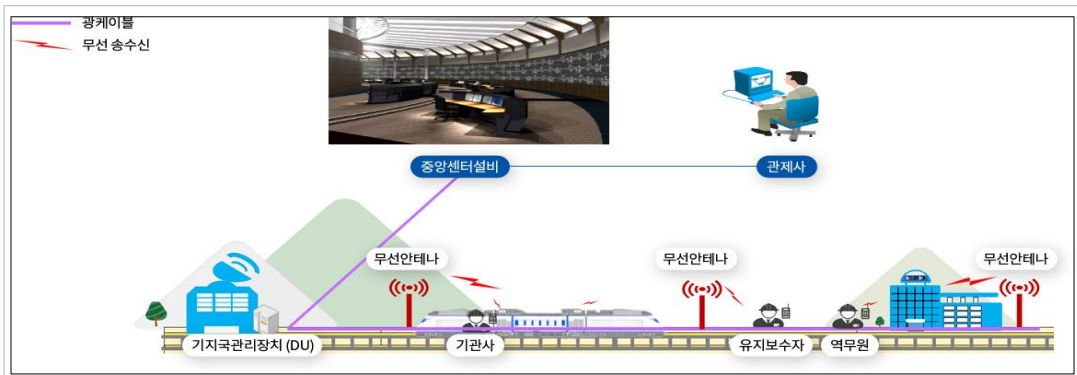 광케이블
무선 송수신
중앙센터설비
관제사
무선안테나
무선안테나
무선안테나
기지국관리장치 (DU)
기관사
유지보수자
역무원